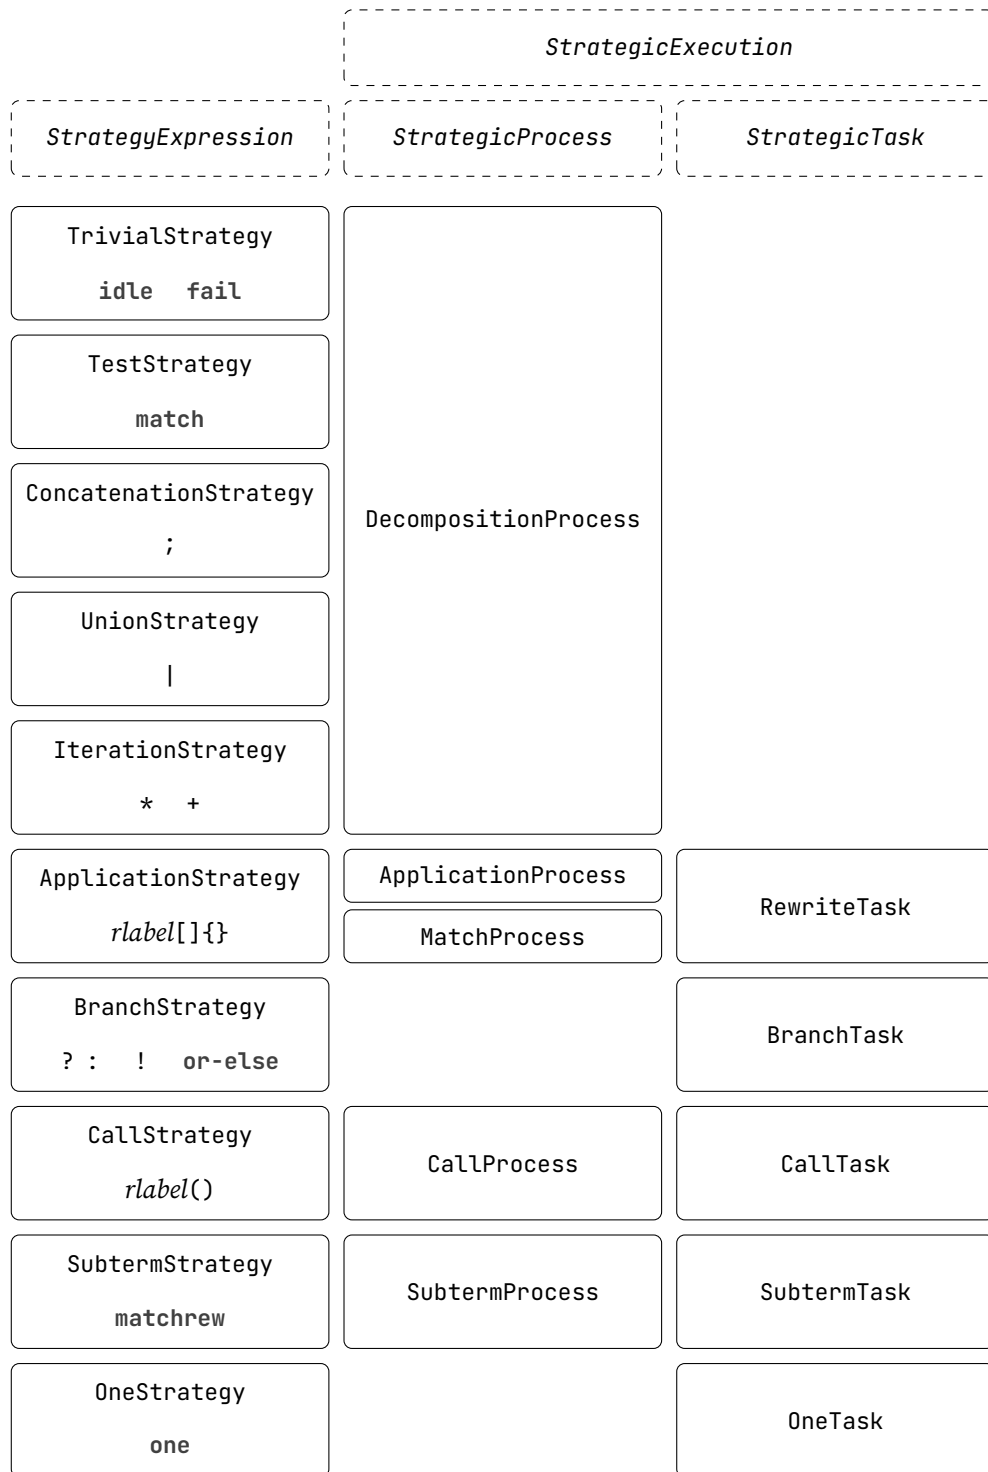 StrategicExecution
StrategyExpression StrategicProcess StrategicTask
TrivialStrategy
idle fail
TestStrategy
match
ConcatenationStrategy
;
DecompositionProcess
UnionStrategy
|
IterationStrategy
* +
ApplicationStrategy
rlabel[]{}
ApplicationProcess
MatchProcess
RewriteTask
BranchStrategy
? : ! or-else
BranchTask
CallStrategy
rlabel()
CallProcess
CallTask
SubtermStrategy
matchrew
SubtermProcess
SubtermTask
OneStrategy
one
OneTask